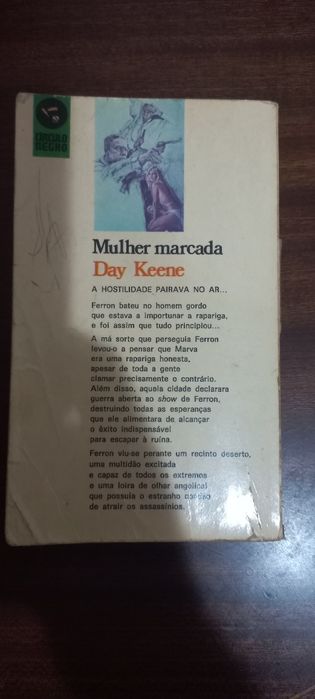 CÍRCULO
NEGRO
Mulher marcada
Day Keene
A HOSTILIDADE PAIRAVA NO AR...
Ferron bateu no homem gordo
que estava a importunar a rapariga,
e foi assim que tudo principiou...
A má sorte que perseguia Ferron
levou-o a pensar que Marva
era uma rapariga honesta,
apesar de toda a gente
clamar precisamente o contrário.
Além disso, aquela cidade declarara
guerra aberta ao show de Ferron,
destruindo todas as esperanças
que ele alimentara de alcançar
o êxito indispensável
para escapar à ruína.
Ferron viu-se perante um recinto deserto,
uma multidão excitada
e capaz de todos os extremos
e uma loira de olhar angelical
que possuía o estranho condão
de atrair os assassínios.